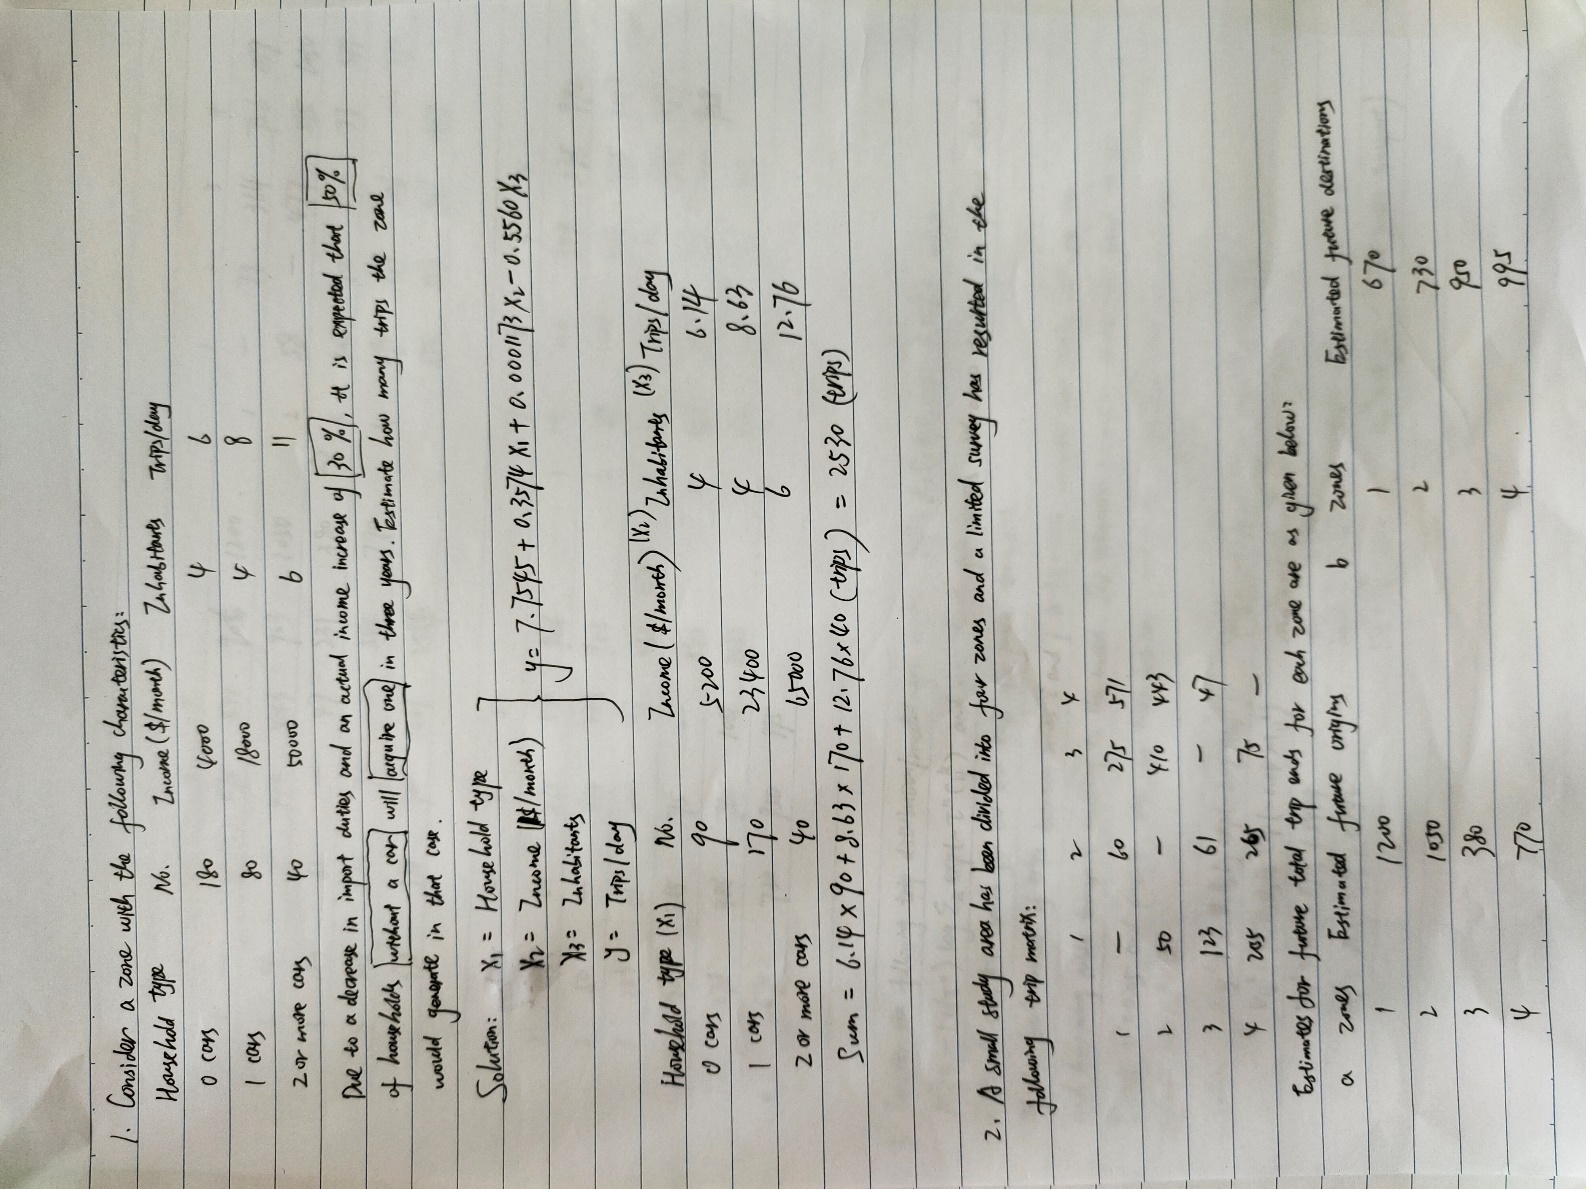 1. Consider a zone with the following characteristics:
Household type No. Income ($/month) Inhabitants Trips/day
0 cars 180 4000 4 6
1 cars 80 18000 4 8
2 or more cars 40 50000 6 11
Due to a decrease in import duties and an actual income increase of 30%, it is expected that 50%
of households without a car will acquire one in three years. Estimate how many trips the zone
would generate in that case.
Solution: X1 = Household type
X2 = Income ($/month)
X3 = Inhabitants
y = Trips/day
y = 7.7545 + 0.3574 X1 + 0.000173 X2 - 0.5560 X3
Household type (X1) No. Income ($/month) (X2) Inhabitants (X3) Trips/day
0 cars 90 5200 4 6.14
1 cars 170 23400 4 8.63
2 or more cars 40 65000 6 12.76
Sum = 6.14 × 90 + 8.63 × 170 + 12.76 × 40 (trips) = 2530 (trips)
2. A small study area has been divided into four zones and a limited survey has resulted in the
following trip matrix:
1 2 3 4
1 - 60 275 571
2 50 - 410 443
3 123 61 - 47
4 205 265 75 -
Estimates for future total trip ends for each zone are as given below:
a zones Estimated future origins b zones Estimated future destinations
1 1200 1 670
2 1050 2 730
3 380 3 950
4 770 4 995